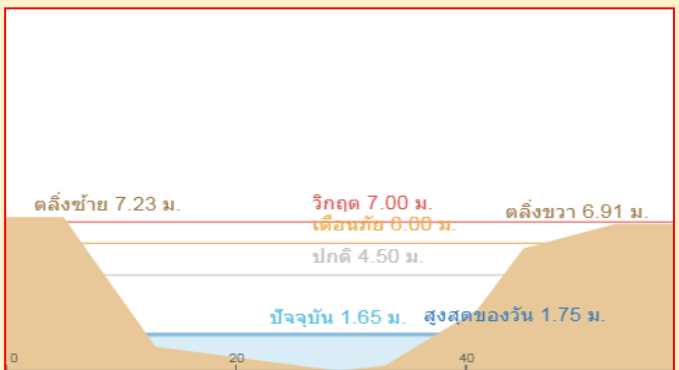 ตลิ่งซ้าย 7.23 ม.
วิกฤต 7.00 ม.
ตลิ่งขวา 6.91 ม.
เตือนภัย 6.00 ม.
ปกติ 4.50 ม.
ปัจจุบัน 1.65 ม.
สูงสุดของวัน 1.75 ม.
0 20 40